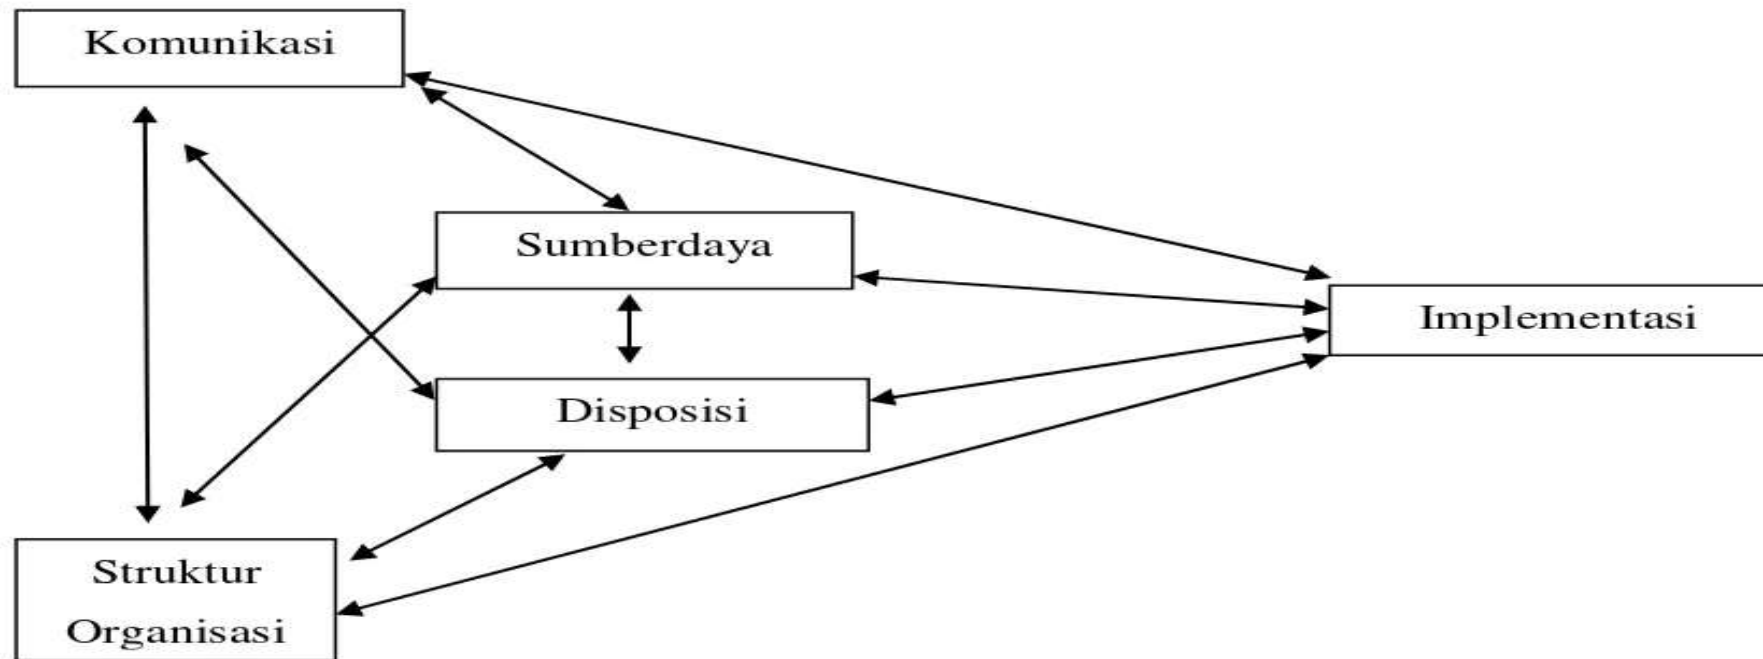 Komunikasi
Sumberdaya
Implementasi
Disposisi
Struktur
Organisasi